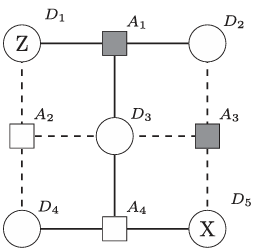 D₁ A₁ D₂
Z
A₂ D₃ A₃
D₄ A₄ D₅
X